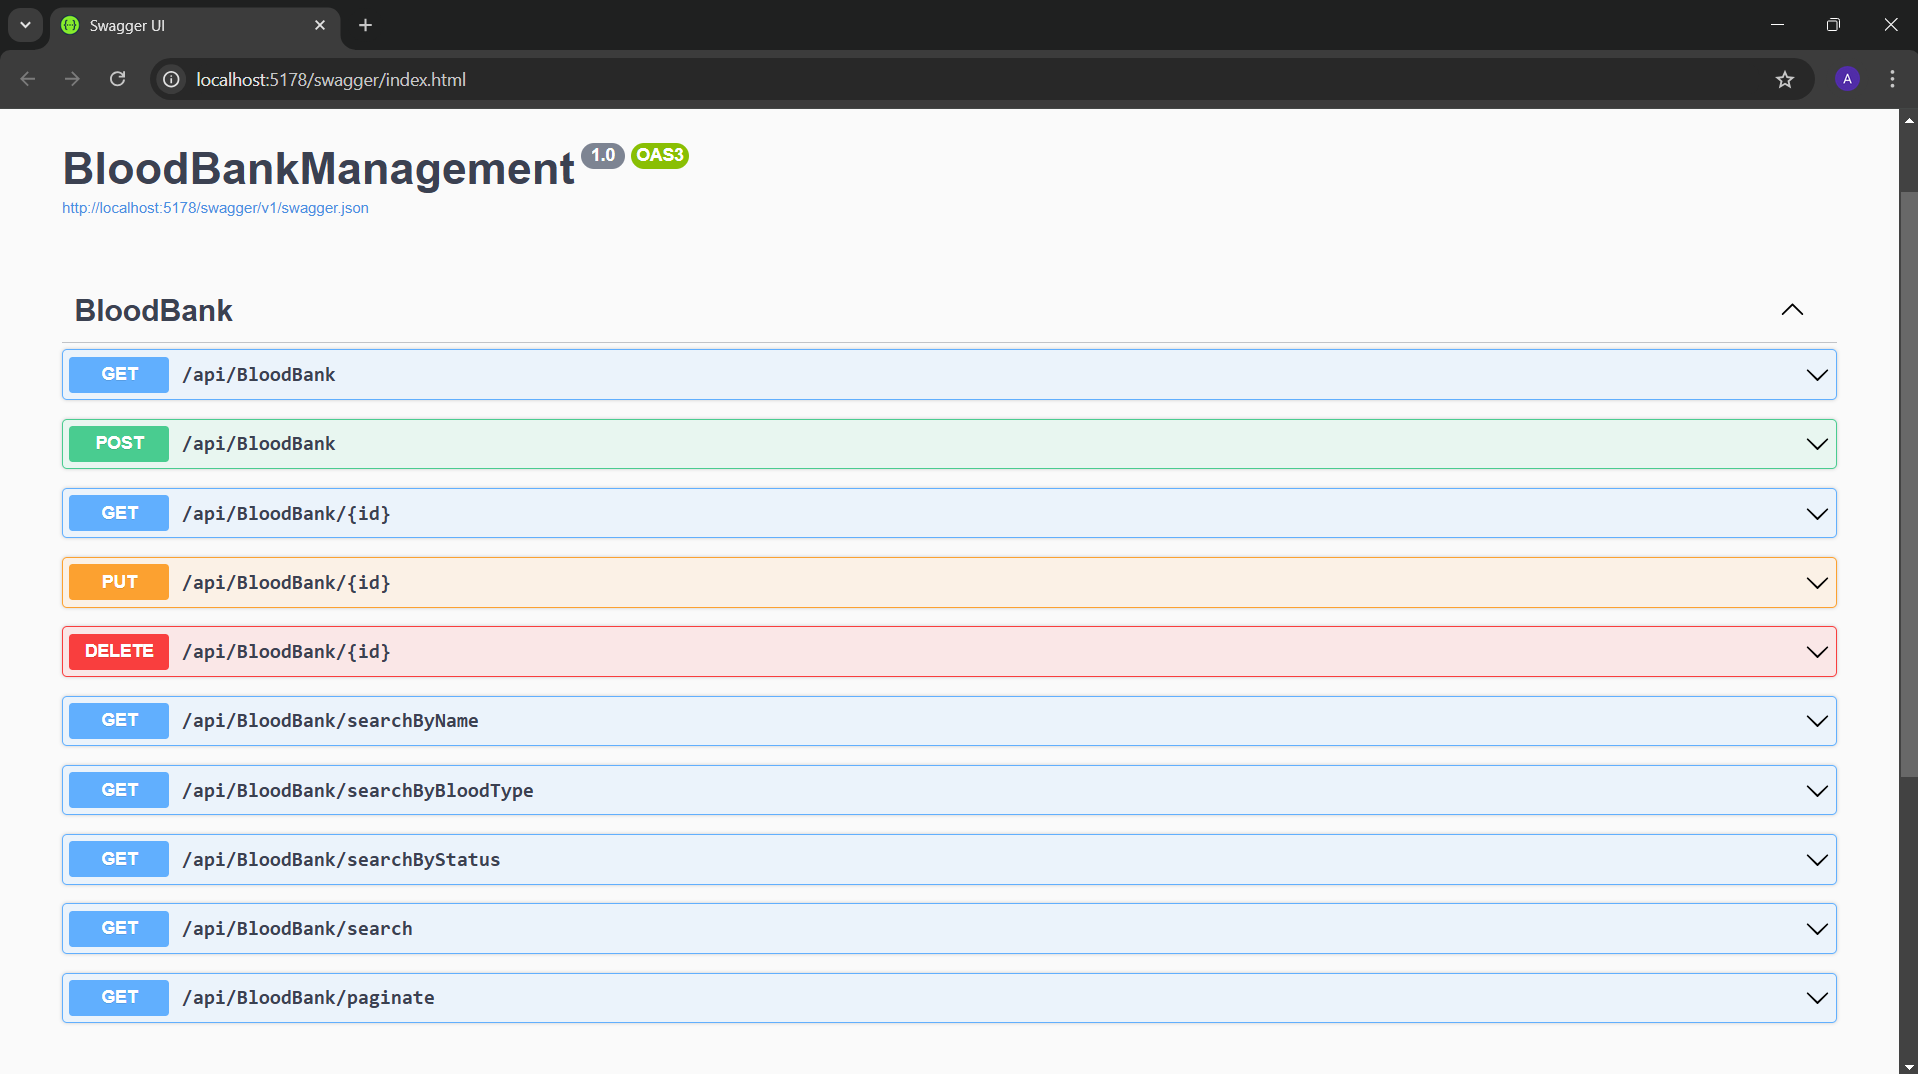 Swagger UI
localhost:5178/swagger/index.html
A
BloodBankManagement 1.0 OAS3
http://localhost:5178/swagger/v1/swagger.json
BloodBank
GET /api/BloodBank
POST /api/BloodBank
GET /api/BloodBank/{id}
PUT /api/BloodBank/{id}
DELETE /api/BloodBank/{id}
GET /api/BloodBank/searchByName
GET /api/BloodBank/searchByBloodType
GET /api/BloodBank/searchByStatus
GET /api/BloodBank/search
GET /api/BloodBank/paginate